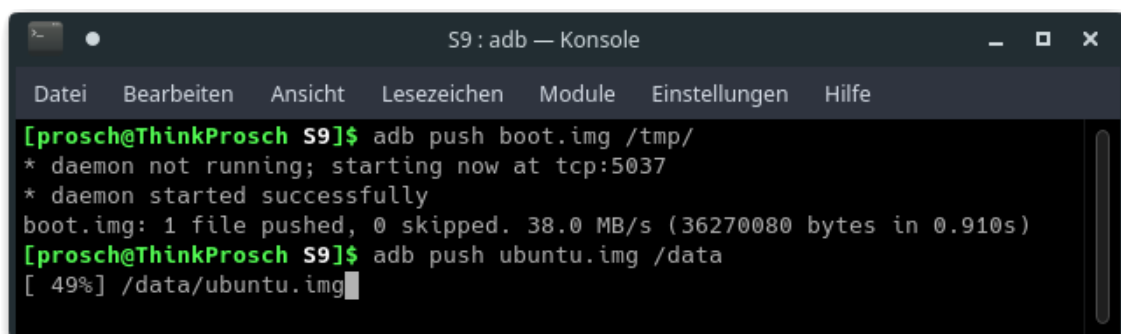 S9 : adb — Konsole
Datei Bearbeiten Ansicht Lesezeichen Module Einstellungen Hilfe
[prosch@ThinkProsch S9]$ adb push boot.img /tmp/
* daemon not running; starting now at tcp:5037
* daemon started successfully
boot.img: 1 file pushed, 0 skipped. 38.0 MB/s (36270080 bytes in 0.910s)
[prosch@ThinkProsch S9]$ adb push ubuntu.img /data
[ 49%] /data/ubuntu.img